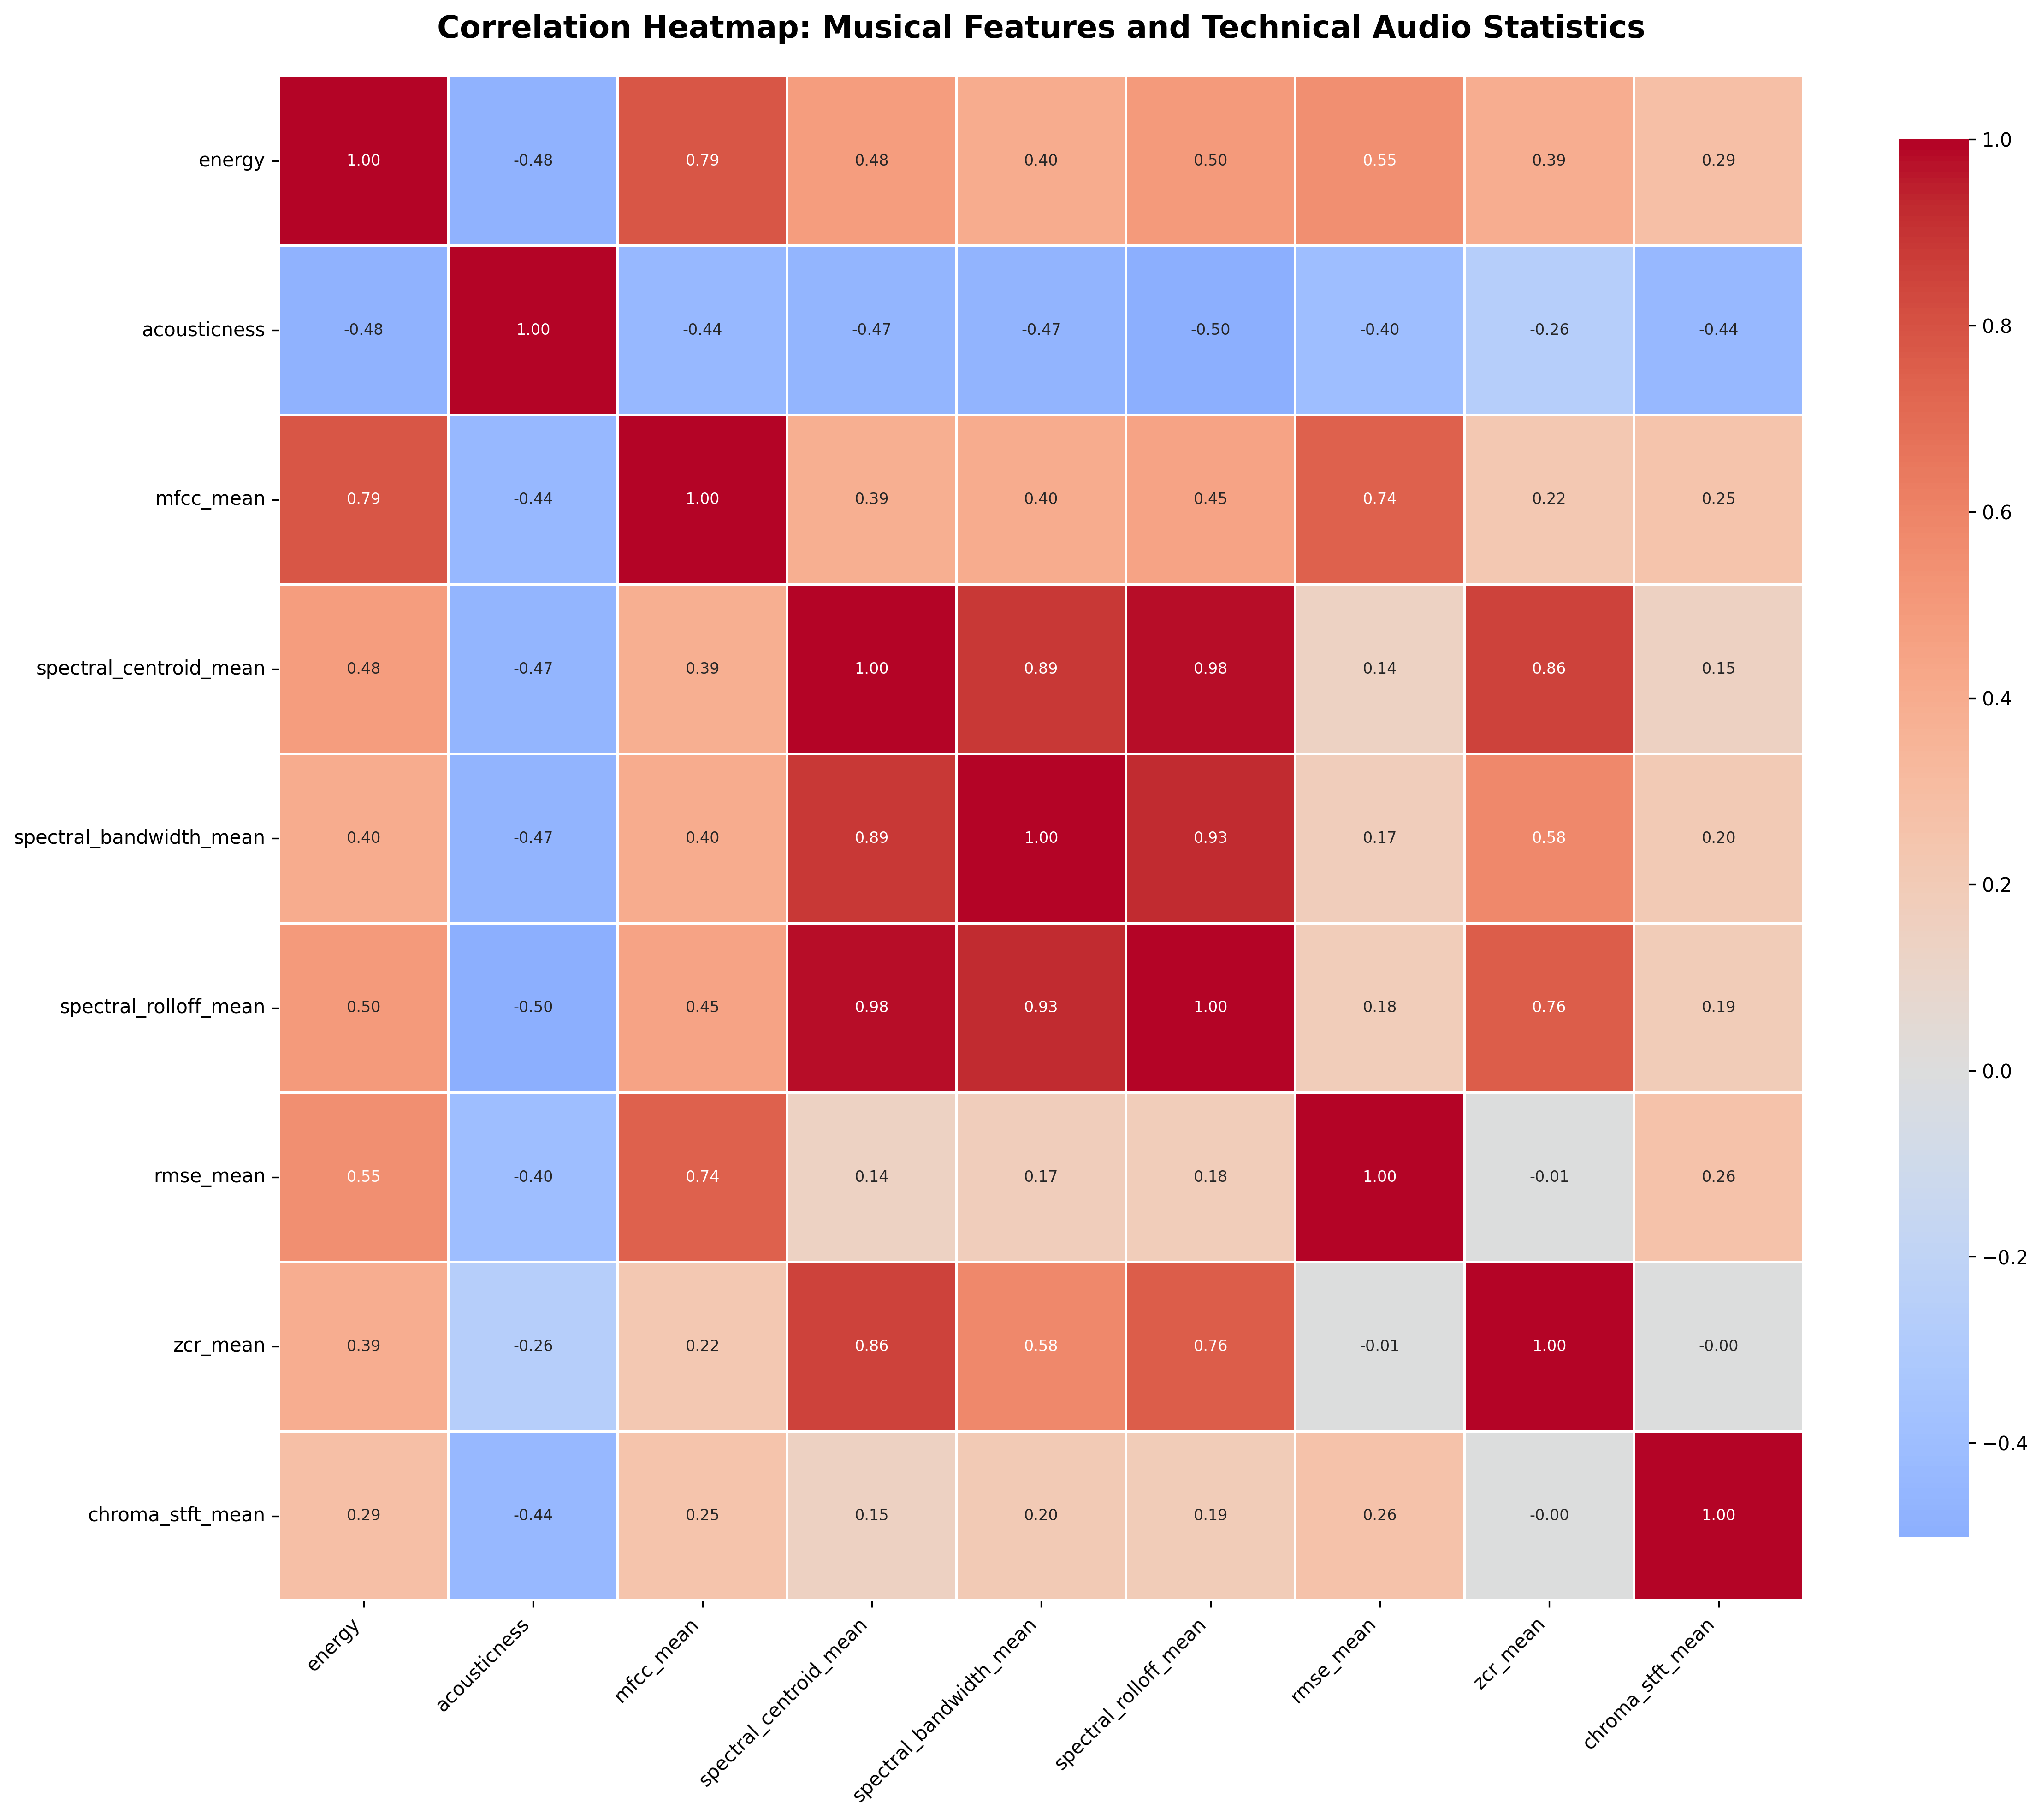 Correlation Heatmap: Musical Features and Technical Audio Statistics
energy 1.00 -0.48 0.79 0.48 0.40 0.50 0.55 0.39 0.29
acousticness -0.48 1.00 -0.44 -0.47 -0.47 -0.50 -0.40 -0.26 -0.44
mfcc_mean 0.79 -0.44 1.00 0.39 0.40 0.45 0.74 0.22 0.25
spectral_centroid_mean 0.48 -0.47 0.39 1.00 0.89 0.98 0.14 0.86 0.15
spectral_bandwidth_mean 0.40 -0.47 0.40 0.89 1.00 0.93 0.17 0.58 0.20
spectral_rolloff_mean 0.50 -0.50 0.45 0.98 0.93 1.00 0.18 0.76 0.19
rmse_mean 0.55 -0.40 0.74 0.14 0.17 0.18 1.00 -0.01 0.26
zcr_mean 0.39 -0.26 0.22 0.86 0.58 0.76 -0.01 1.00 -0.00
chroma_stft_mean 0.29 -0.44 0.25 0.15 0.20 0.19 0.26 -0.00 1.00
energy
acousticness
mfcc_mean
spectral_centroid_mean
spectral_bandwidth_mean
spectral_rolloff_mean
rmse_mean
zcr_mean
chroma_stft_mean
1.0
0.8
0.6
0.4
0.2
0.0
−0.2
−0.4